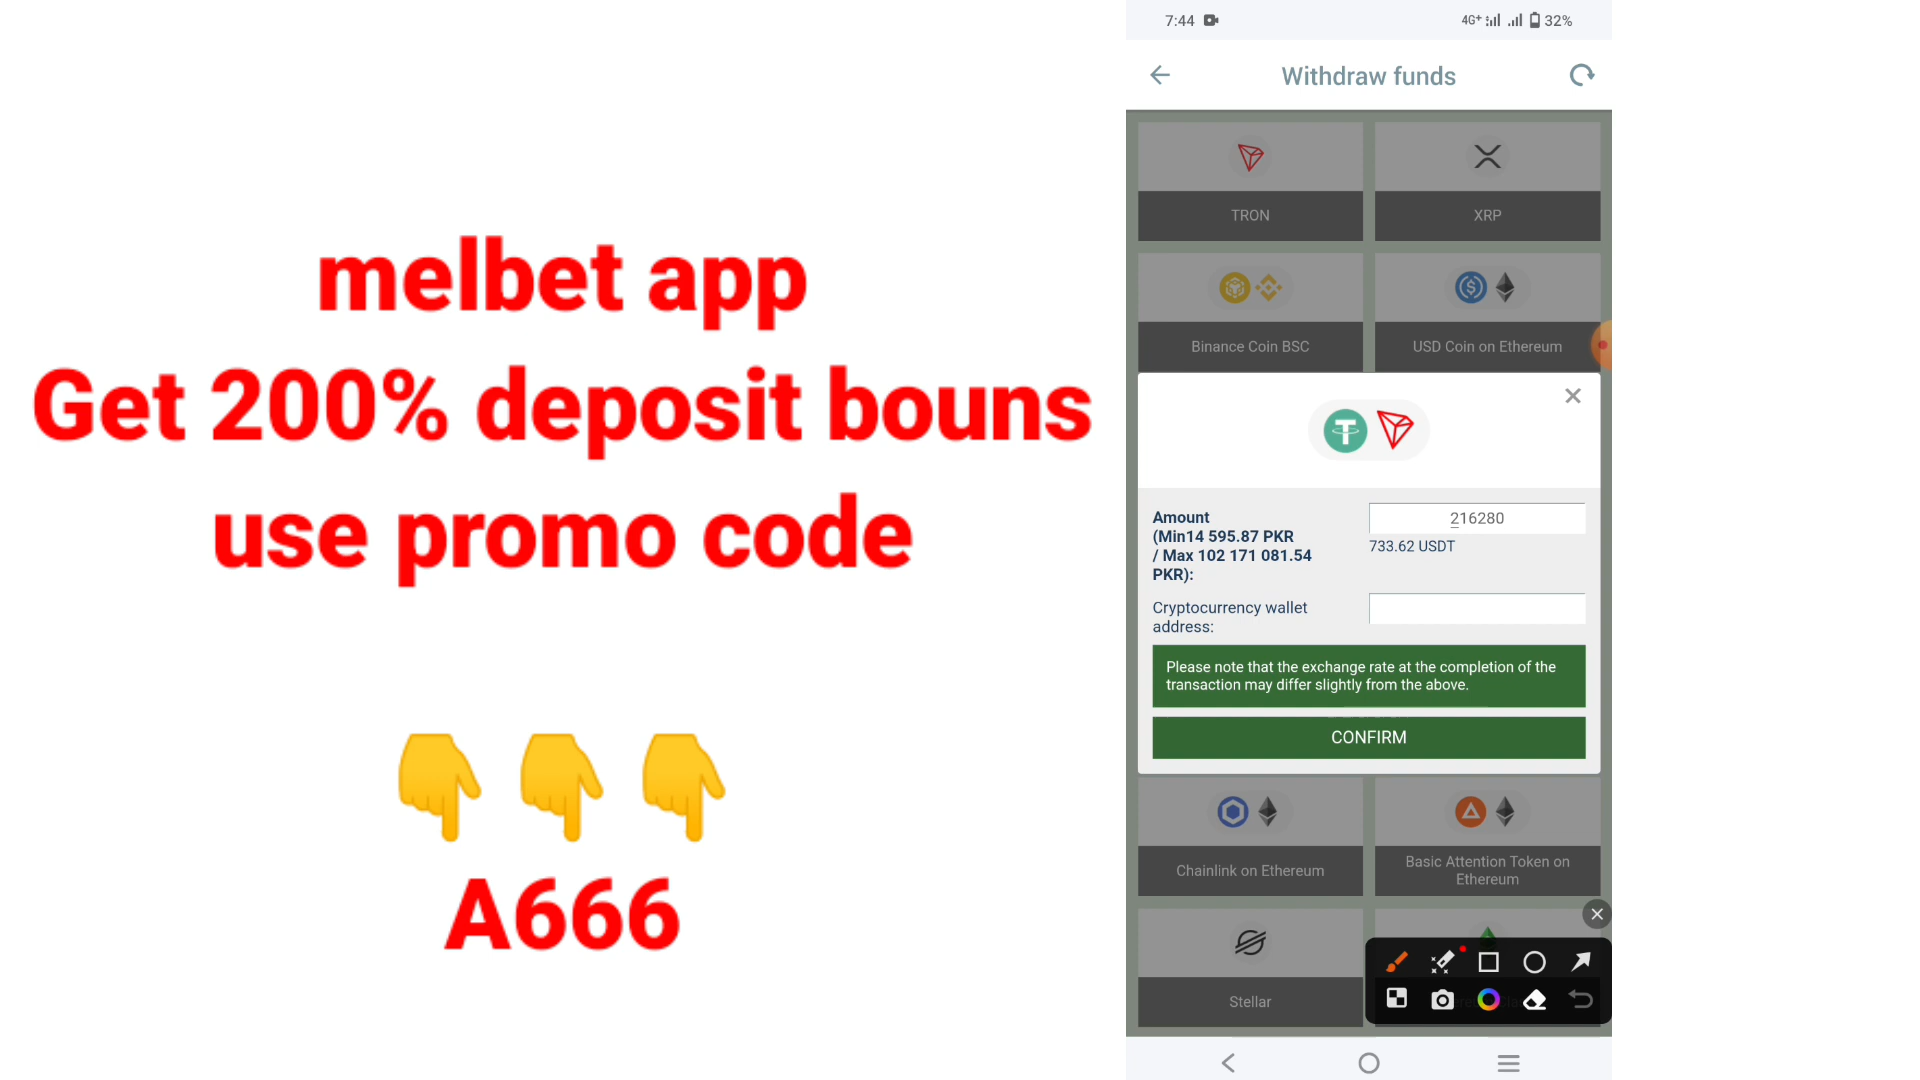 melbet app
Get 200% deposit bouns
use promo code
👇👇👇
A666
7:44
4G+ 32%
Withdraw funds
TRON
XRP
Binance Coin BSC
USD Coin on Ethereum
Amount
(Min14 595.87 PKR
/ Max 102 171 081.54
PKR):
216280
733.62 USDT
Cryptocurrency wallet
address:
Please note that the exchange rate at the completion of the
transaction may differ slightly from the above.
CONFIRM
Chainlink on Ethereum
Basic Attention Token on
Ethereum
Stellar